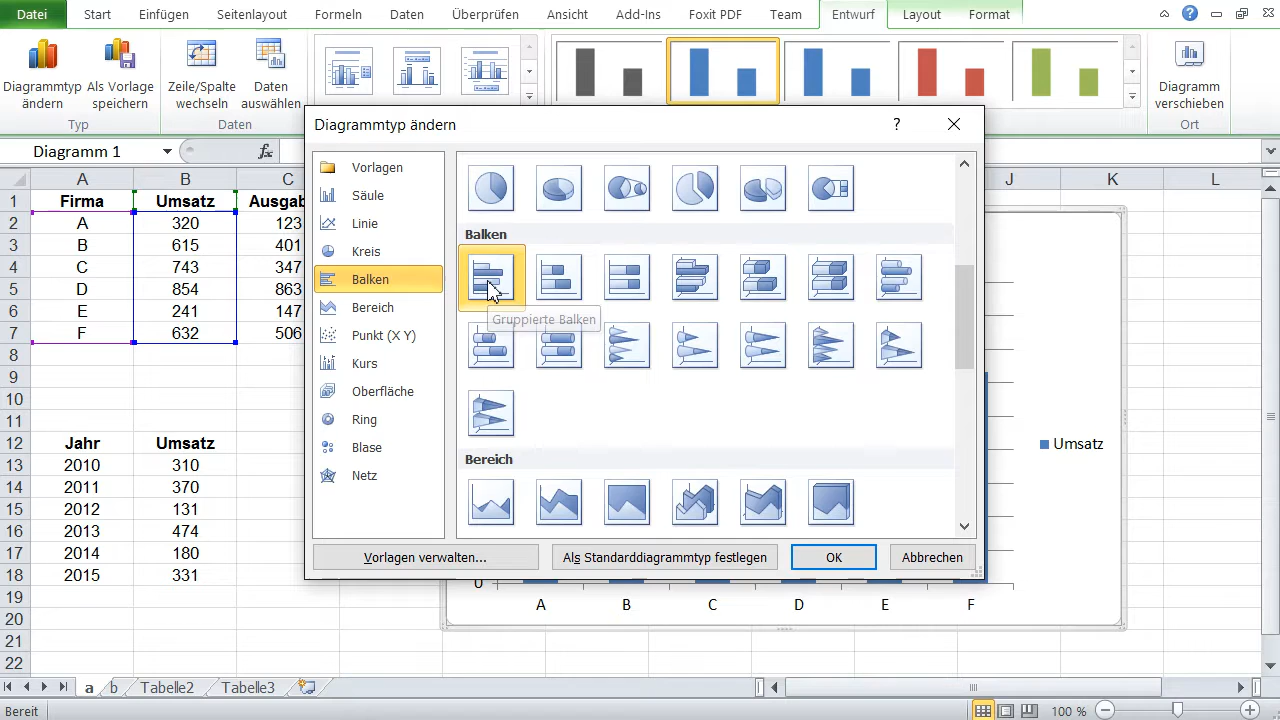 Datei Start Einfügen Seitenlayout Formeln Daten Überprüfen Ansicht Add-Ins Foxit PDF Team Entwurf Layout Format
Diagrammtyp ändern
Als Vorlage speichern
Zeile/Spalte wechseln
Daten auswählen
Diagramm verschieben
Typ Daten Ort
Diagramm 1 fx
Diagrammtyp ändern ?
A B C J K L
1 Firma Umsatz Ausgab
2 A 320 123
3 B 615 401
4 C 743 347
5 D 854 863
6 E 241 147
7 F 632 506
8
9
10
11
12 Jahr Umsatz
13 2010 310
14 2011 370
15 2012 131
16 2013 474
17 2014 180
18 2015 331
19
20
21
22
Vorlagen
Säule
Linie
Kreis
Balken
Bereich
Punkt (X Y)
Kurs
Oberfläche
Ring
Blase
Netz
Balken
Gruppierte Balken
Bereich
Vorlagen verwalten... Als Standarddiagrammtyp festlegen OK Abbrechen
Umsatz
0
A B C D E F
a b Tabelle2 Tabelle3
Bereit 100 %